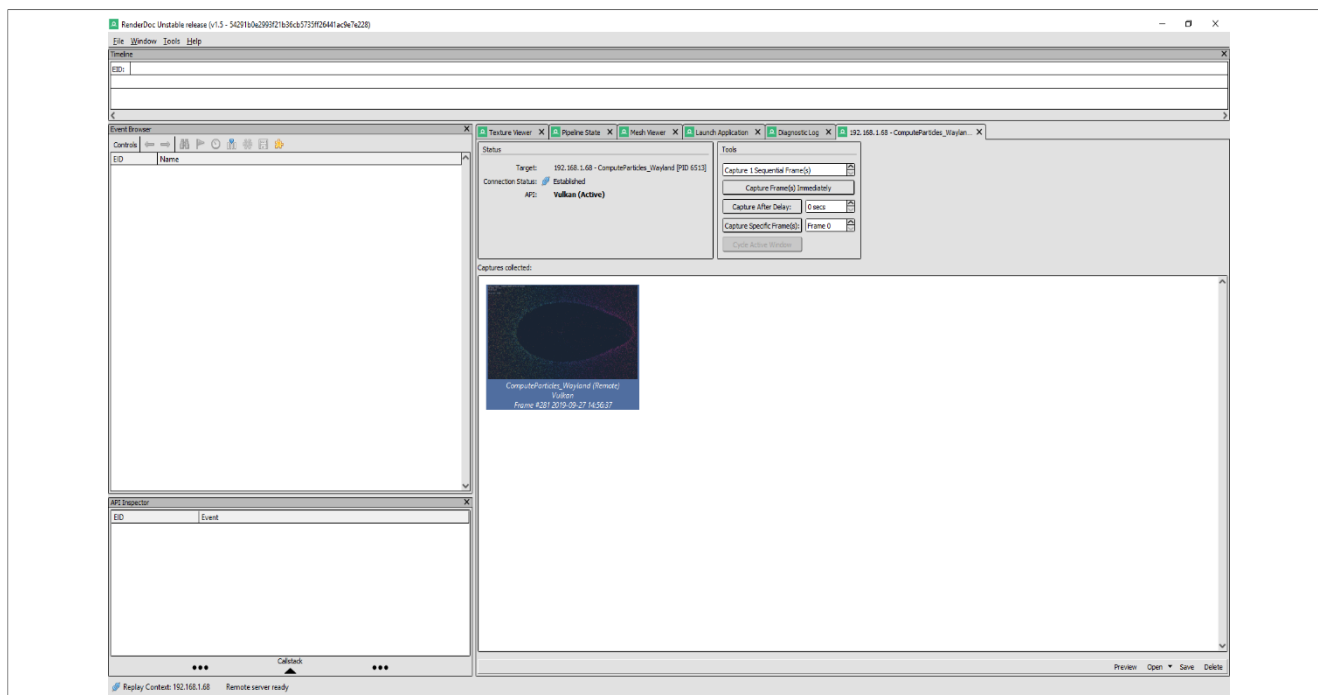 RenderDoc Unstable release (v1.5 - 54291b0e2993f21b36cb5735ff26441ac9e7e228)
File Window Tools Help
Timeline
EID:
Event Browser
Controls
EID Name
Texture Viewer Pipeline State Mesh Viewer Launch Application Diagnostic Log 192.168.1.68 - ComputeParticles_Waylan...
Status
Target: 192.168.1.68 - ComputeParticles_Wayland [PID 6513]
Connection Status: Established
API: Vulkan (Active)
Tools
Capture 1 Sequential Frame(s)
Capture Frame(s) Immediately
Capture After Delay: 0 secs
Capture Specific Frame(s): Frame 0
Cycle Active Window
Captures collected:
ComputeParticles_Wayland (Remote)
Vulkan
Frame #281 2019-09-27 14:56:37
API Inspector
EID Event
Callstack
Preview Open Save Delete
Replay Context: 192.168.1.68 Remote server ready